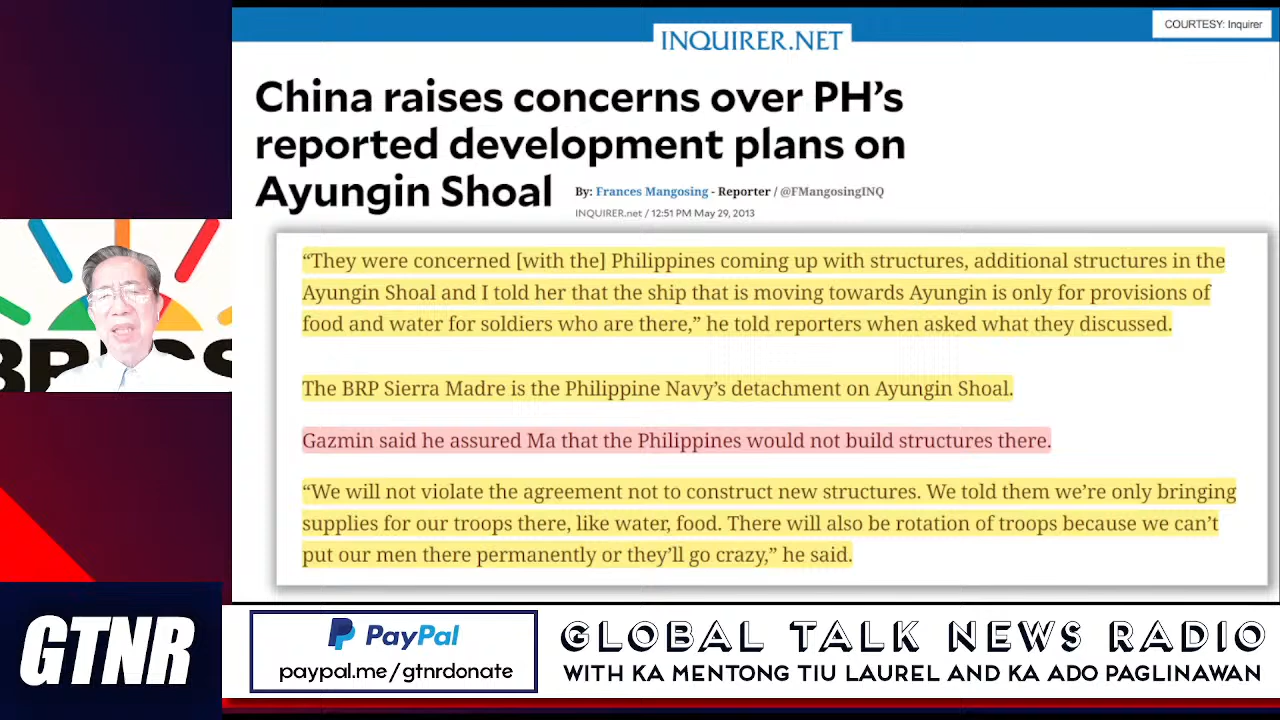 COURTESY: Inquirer
INQUIRER.NET
China raises concerns over PH’s
reported development plans on
Ayungin Shoal
By: Frances Mangosing - Reporter / @FMangosingINQ
INQUIRER.net / 12:51 PM May 29, 2013
“They were concerned [with the] Philippines coming up with structures, additional structures in the
Ayungin Shoal and I told her that the ship that is moving towards Ayungin is only for provisions of
food and water for soldiers who are there,” he told reporters when asked what they discussed.
The BRP Sierra Madre is the Philippine Navy’s detachment on Ayungin Shoal.
Gazmin said he assured Ma that the Philippines would not build structures there.
“We will not violate the agreement not to construct new structures. We told them we’re only bringing
supplies for our troops there, like water, food. There will also be rotation of troops because we can’t
put our men there permanently or they’ll go crazy,” he said.
GTNR
PayPal
paypal.me/gtnrdonate
GLOBAL TALK NEWS RADIO
WITH KA MENTONG TIU LAUREL AND KA ADO PAGLINAWAN